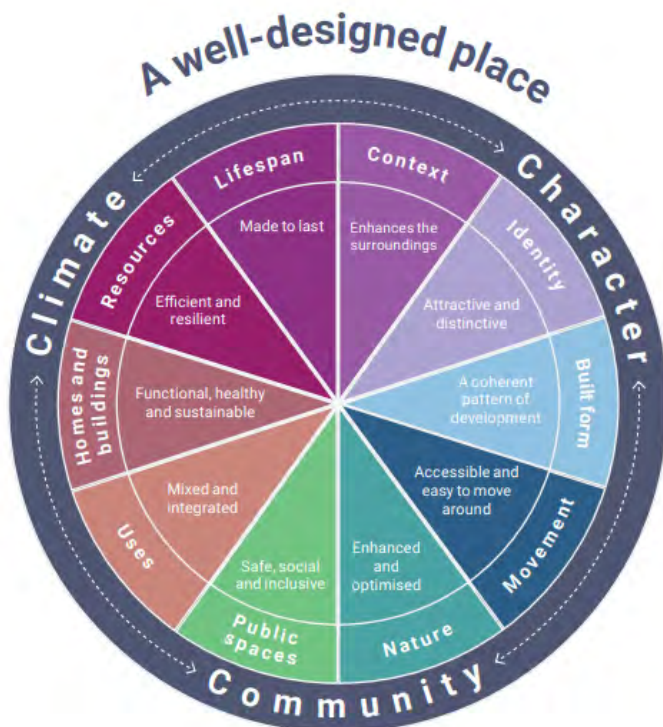 A well-designed place
Climate
Character
Community
Context
Enhances the
surroundings
Identity
Attractive and
distinctive
Built form
A coherent
pattern of
development
Movement
Accessible and
easy to move
around
Nature
Enhanced
and
optimised
Public
spaces
Safe, social
and inclusive
Uses
Mixed and
integrated
Homes and
buildings
Functional, healthy
and sustainable
Resources
Efficient and
resilient
Lifespan
Made to last